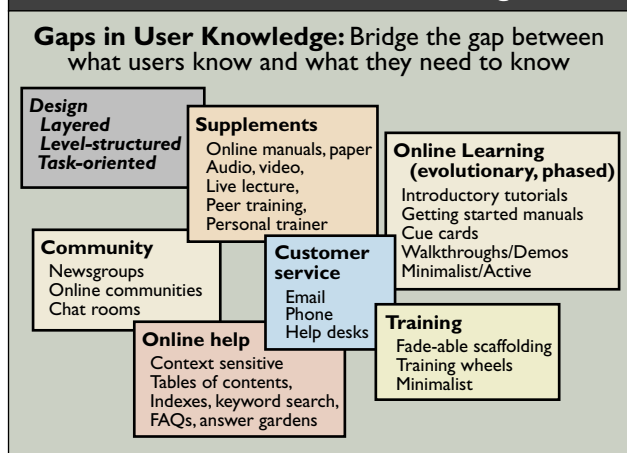 Gaps in User Knowledge: Bridge the gap between
what users know and what they need to know
Design
Layered
Level-structured
Task-oriented
Supplements
Online manuals, paper
Audio, video,
Live lecture,
Peer training,
Personal trainer
Online Learning
(evolutionary, phased)
Introductory tutorials
Getting started manuals
Cue cards
Walkthroughs/Demos
Minimalist/Active
Community
Newsgroups
Online communities
Chat rooms
Customer
service
Email
Phone
Help desks
Training
Fade-able scaffolding
Training wheels
Minimalist
Online help
Context sensitive
Tables of contents,
Indexes, keyword search,
FAQs, answer gardens